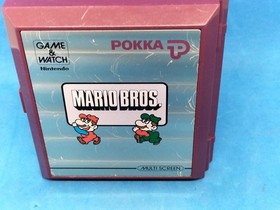 GAME & WATCH
Nintendo
POKKA
MARIO BROS.
MULTI SCREEN